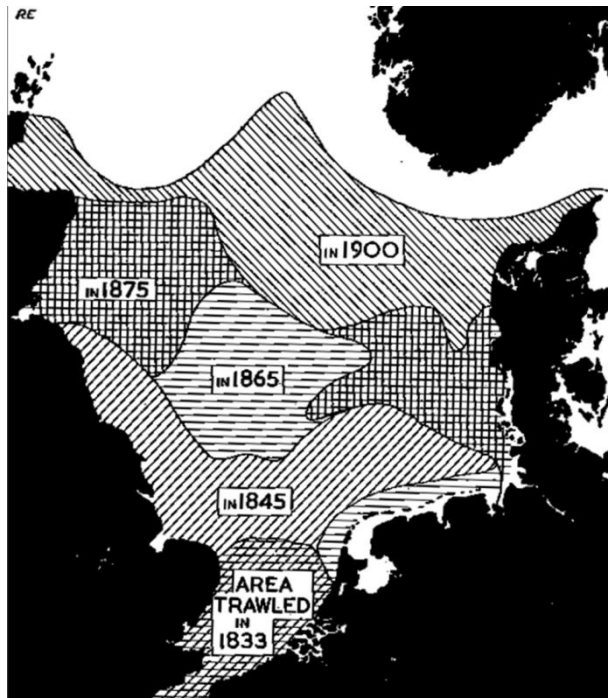 RE
IN 1900
IN 1875
IN 1865
IN 1845
AREA
TRAWLED
IN
1833